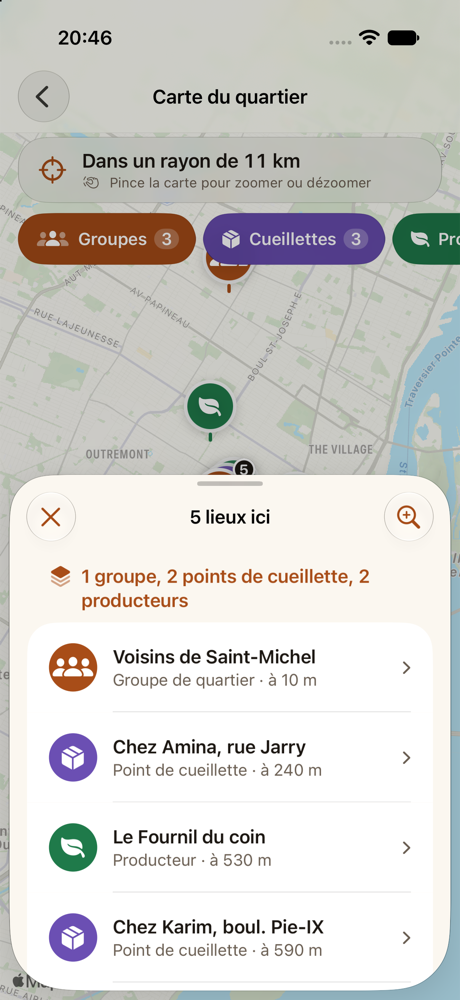 20:46
Carte du quartier
Dans un rayon de 11 km
Pince la carte pour zoomer ou dézoomer
Groupes 3
Cueillettes 3
AV-PAPINEAU
RUE LAJEUNESSE
BOUL-ST-JOSEPH-E
Traversier Pointe
OUTREMONT
THE VILLAGE
5
5 lieux ici
1 groupe, 2 points de cueillette, 2
producteurs
Voisins de Saint-Michel
Groupe de quartier · à 10 m
Chez Amina, rue Jarry
Point de cueillette · à 240 m
Le Fournil du coin
Producteur · à 530 m
Chez Karim, boul. Pie-IX
Point de cueillette · à 590 m